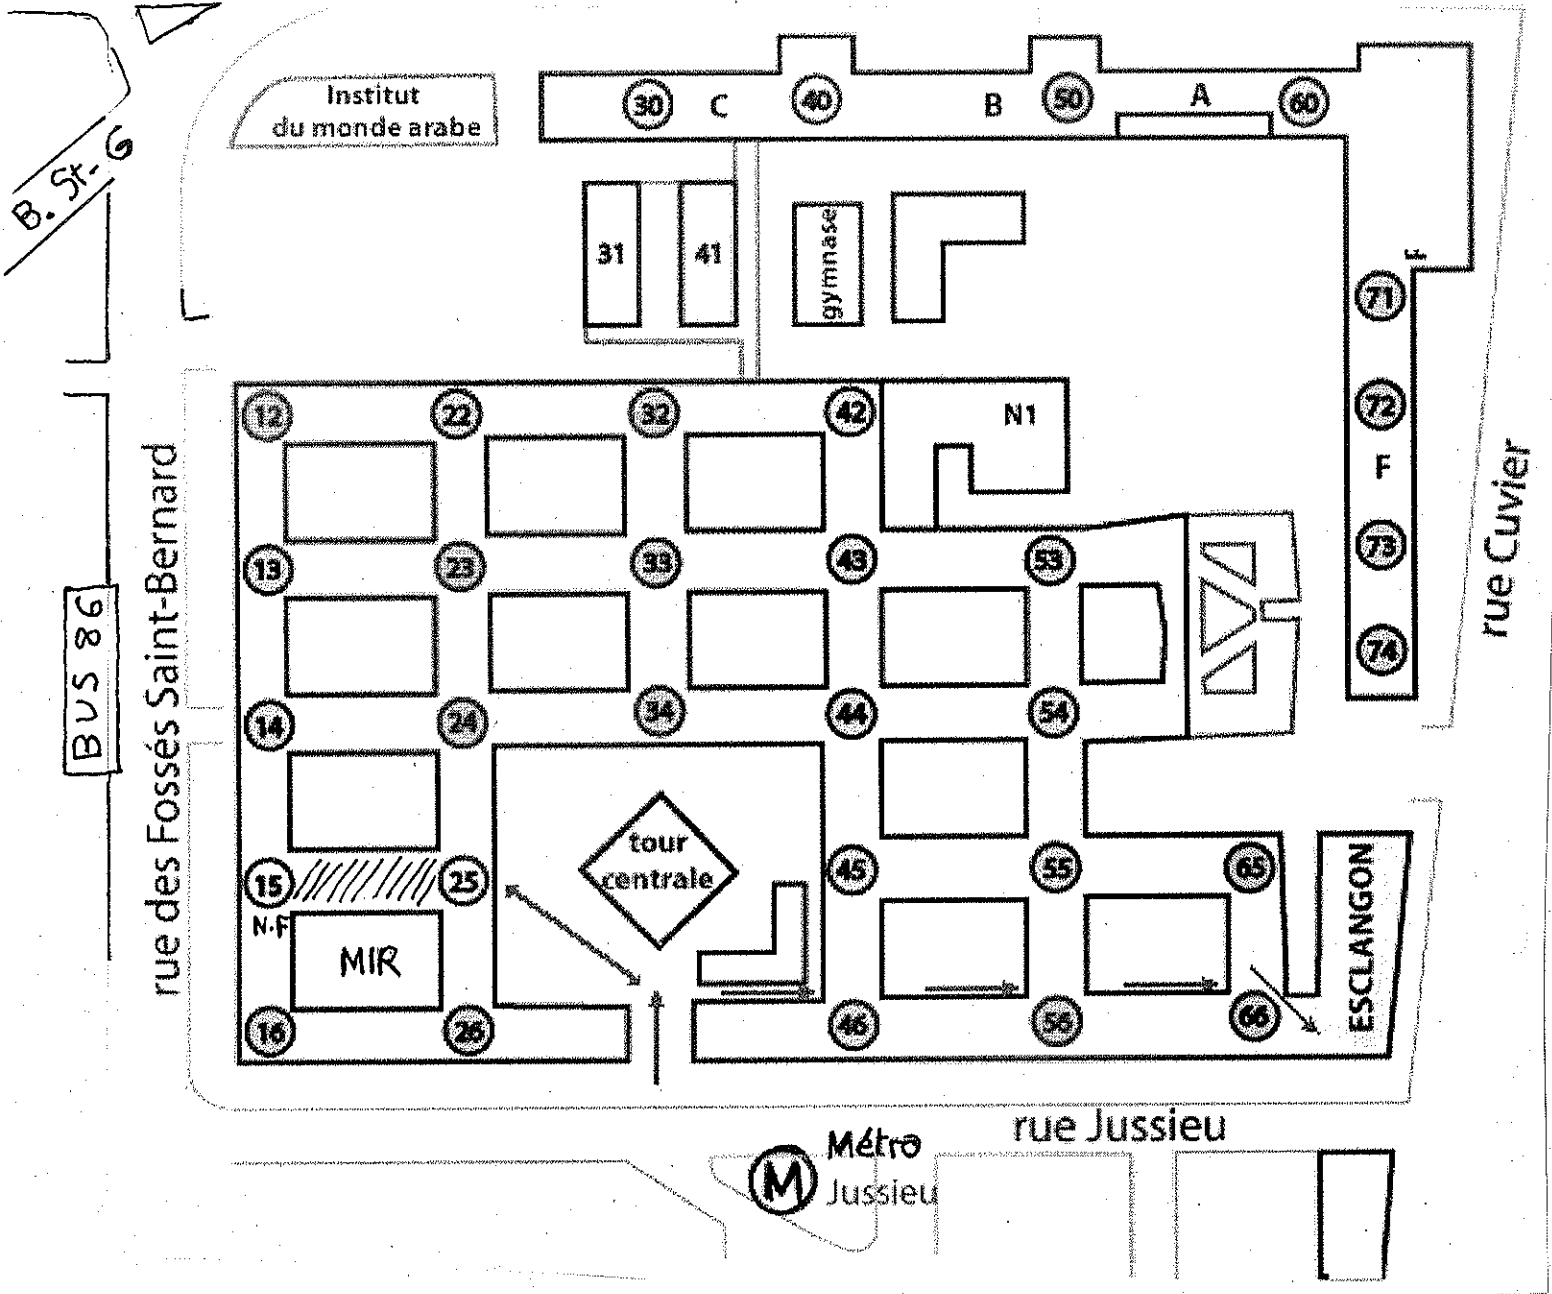 Institut
du monde arabe
30
C
40
B
50
A
60
B. St-G
31
41
gymnase
F
71
12
22
32
42
N1
72
F
rue Cuvier
rue des Fossés Saint-Bernard
13
23
33
43
53
73
BUS 86
74
14
24
34
44
54
tour
centrale
15
25
45
55
65
ESCLANGON
N.F
MIR
16
26
46
56
66
rue Jussieu
M
Métro
Jussieu